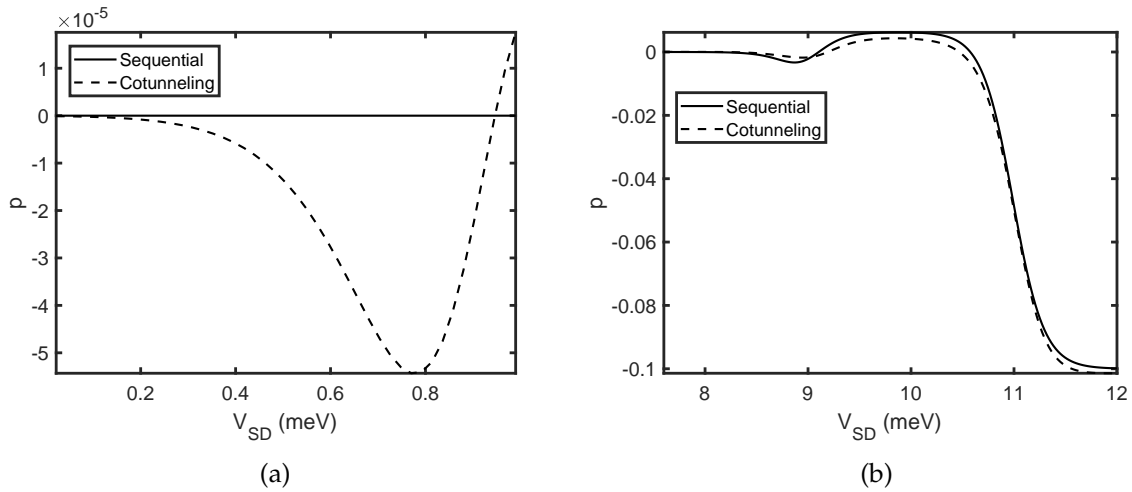 ×10⁻⁵
Sequential
Cotunneling
1
0
-1
-2
-3
-4
-5
p
0.2 0.4 0.6 0.8
V_SD (meV)
(a)
Sequential
Cotunneling
0
-0.02
-0.04
-0.06
-0.08
-0.1
p
8 9 10 11 12
V_SD (meV)
(b)